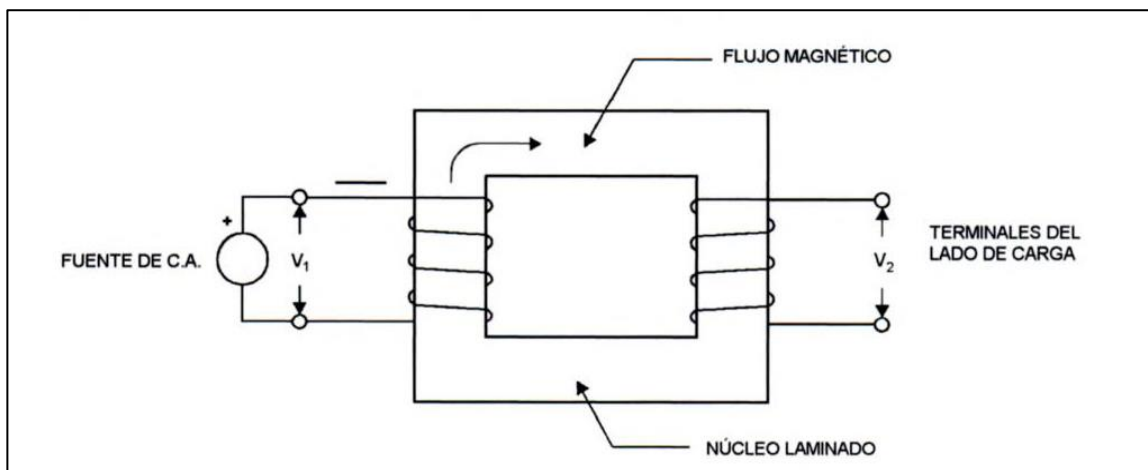 FLUJO MAGNÉTICO
+
FUENTE DE C.A.
V₁
V₂
TERMINALES DEL
LADO DE CARGA
NÚCLEO LAMINADO